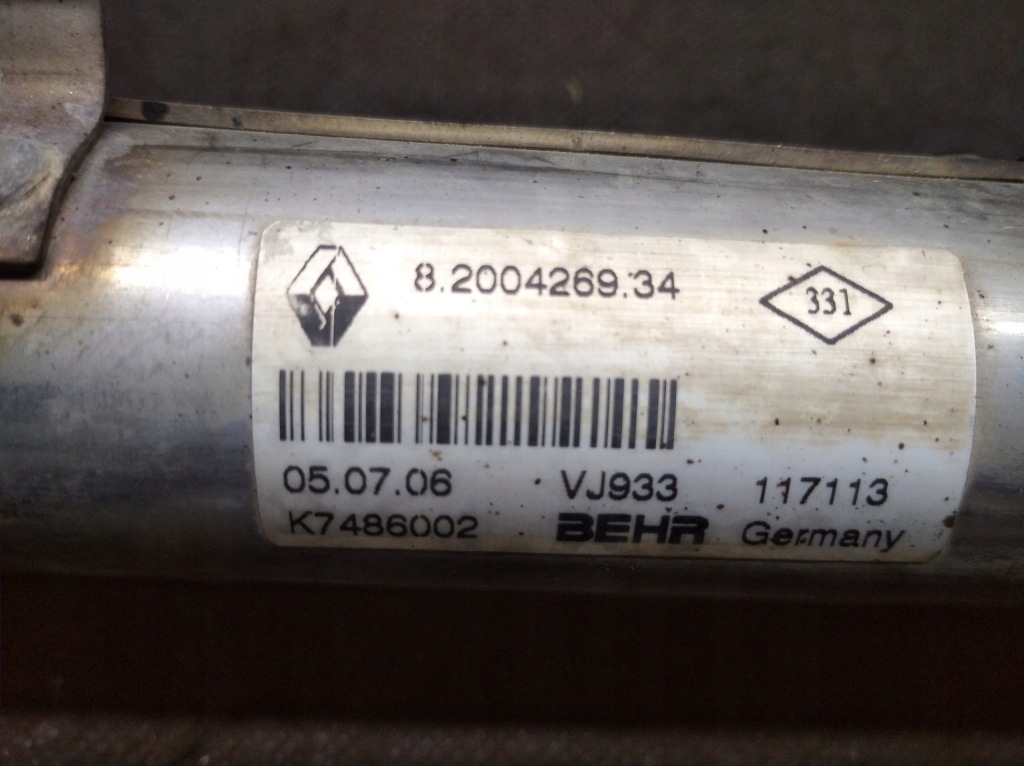 8.2004269.34
331
05.07.06 VJ933 117113
K7486002 BEHR Germany